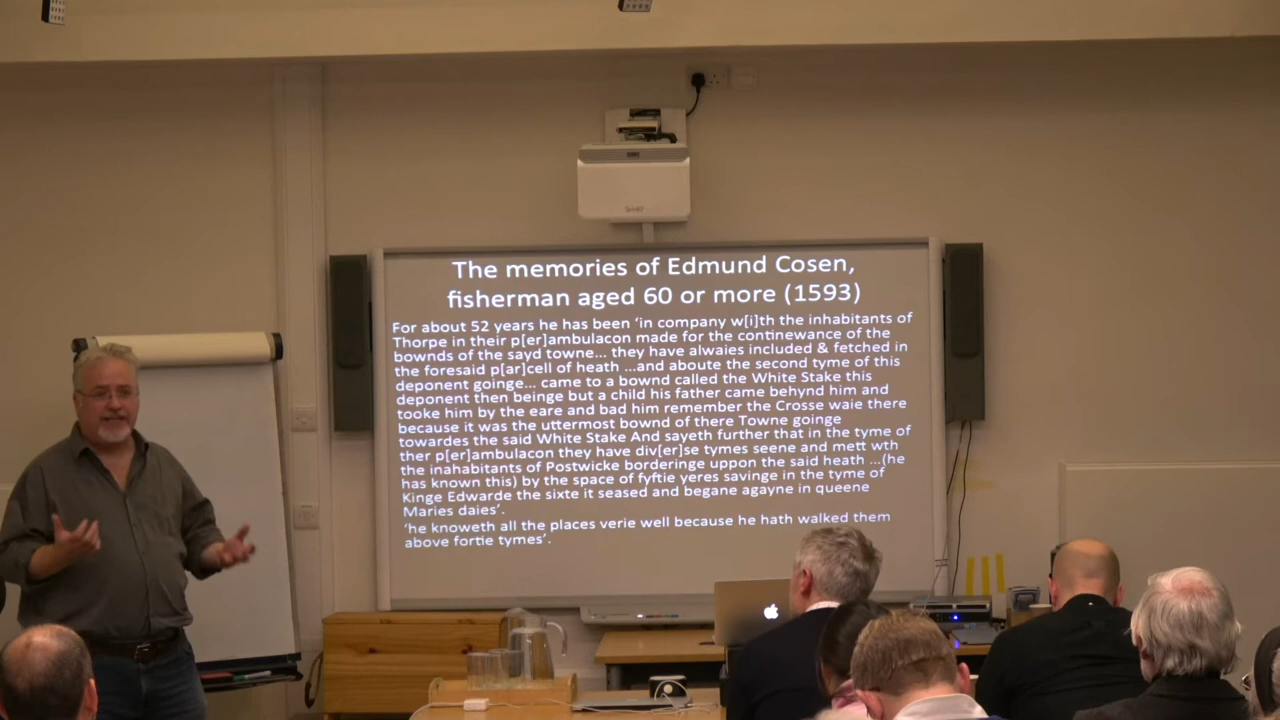 The memories of Edmund Cosen,
fisherman aged 60 or more (1593)
For about 52 years he has been ‘in company w[i]th the inhabitants of
Thorpe in their p[er]ambulacon made for the continewance of the
bownds of the sayd towne... they have alwaies included & fetched in
the foresaid p[ar]cell of heath ...and aboute the second tyme of this
deponent goinge... came to a bownd called the White Stake this
deponent then beinge but a child his father came behynd him and
tooke him by the eare and bad him remember the Crosse waie there
because it was the uttermost bownd of there Towne goinge
towardes the said White Stake And sayeth further that in the tyme of
ther p[er]ambulacon they have div[er]se tymes seene and mett wth
the inahabitants of Postwicke borderinge uppon the said heath ...(he
has known this) by the space of fyftie yeres savinge in the tyme of
Kinge Edwarde the sixte it seased and begane agayne in queene
Maries daies’.
‘he knoweth all the places verie well because he hath walked them
above fortie tymes’.